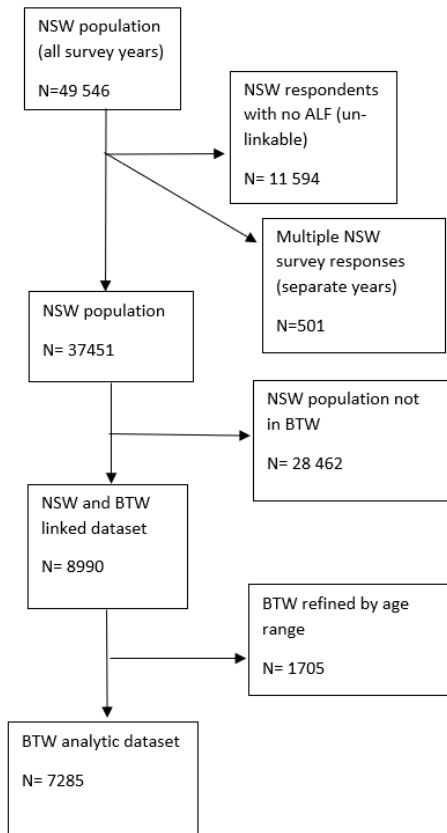 NSW population
(all survey years)
N=49 546
NSW respondents
with no ALF (un-
linkable)
N= 11 594
Multiple NSW
survey responses
(separate years)
N=501
NSW population
N= 37451
NSW population not
in BTW
N= 28 462
NSW and BTW
linked dataset
N= 8990
BTW refined by age
range
N= 1705
BTW analytic dataset
N= 7285